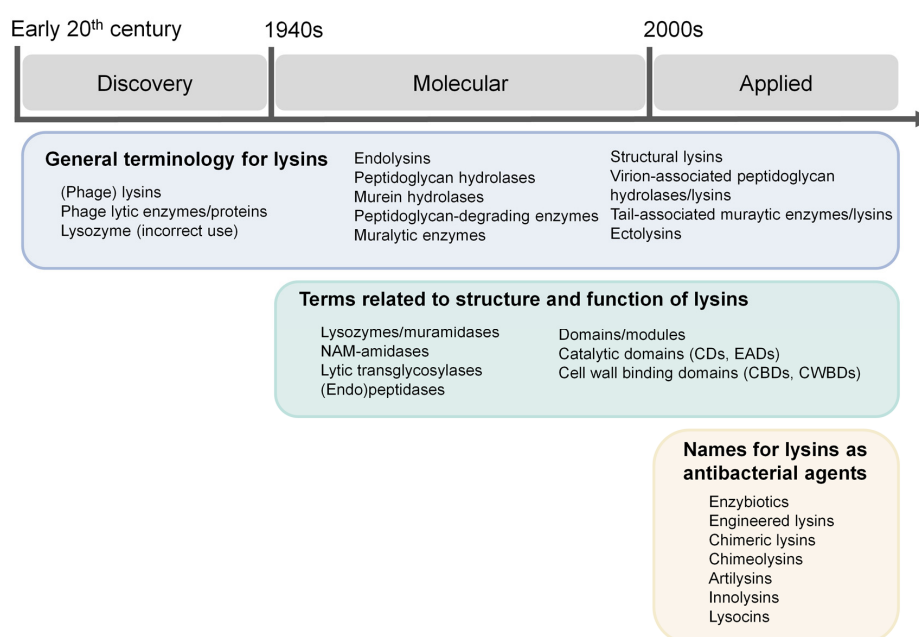 Early 20th century
1940s
2000s
Discovery
Molecular
Applied
General terminology for lysins
(Phage) lysins
Phage lytic enzymes/proteins
Lysozyme (incorrect use)
Endolysins
Peptidoglycan hydrolases
Murein hydrolases
Peptidoglycan-degrading enzymes
Muralytic enzymes
Structural lysins
Virion-associated peptidoglycan
hydrolases/lysins
Tail-associated muraytic enzymes/lysins
Ectolysins
Terms related to structure and function of lysins
Lysozymes/muramidases
NAM-amidases
Lytic transglycosylases
(Endo)peptidases
Domains/modules
Catalytic domains (CDs, EADs)
Cell wall binding domains (CBDs, CWBDs)
Names for lysins as
antibacterial agents
Enzybiotics
Engineered lysins
Chimeric lysins
Chimeolysins
Artilysins
Innolysins
Lysocins